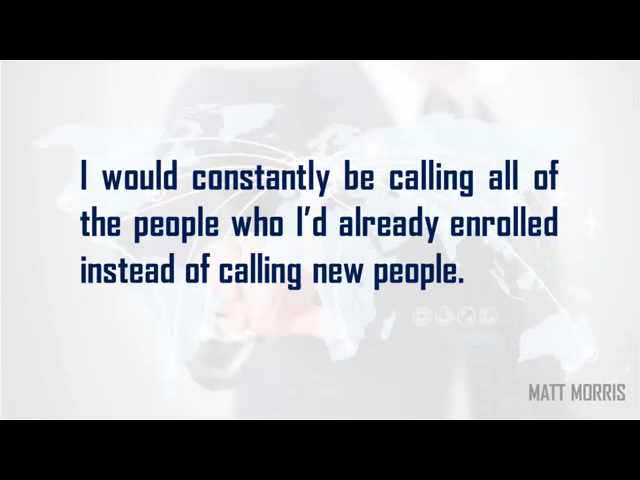 I would constantly be calling all of
the people who I'd already enrolled
instead of calling new people.
MATT MORRIS